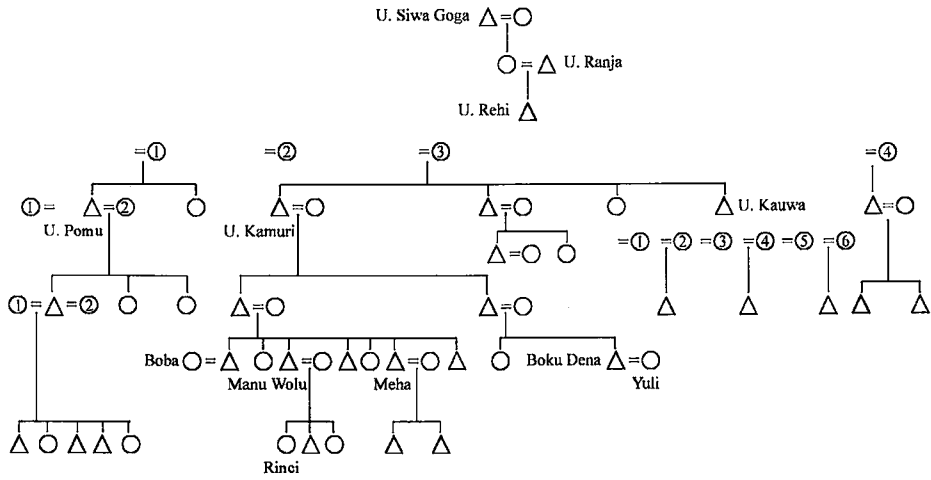 U. Siwa Goga =
= U. Ranja
U. Rehi
=① =② =③ =④
①= =② = = U. Kauwa =
U. Pomu U. Kamuri
=① =② =③ =④ =⑤ =⑥
=
①= =② = =
Boba = = = Boku Dena =
Manu Wolu Meha Yuli
Rinci